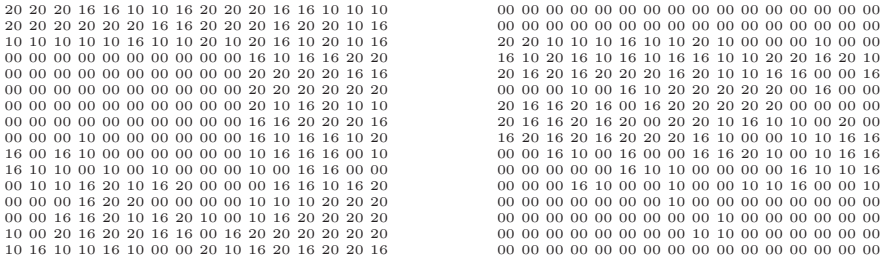 20 20 20 16 16 10 10 16 20 20 20 16 16 10 10 10
20 20 20 20 20 16 16 20 20 20 16 20 20 20 10 16
10 10 10 10 10 16 10 10 20 10 20 16 20 10 20 16
00 00 00 00 00 00 00 00 00 00 16 10 16 16 20 20
00 00 00 00 00 00 00 00 00 00 20 20 20 20 16 16
00 00 00 00 00 00 00 00 00 00 20 20 20 20 20 20
00 00 00 00 00 00 00 00 00 00 20 10 16 20 10 10
00 00 00 00 00 00 00 00 00 00 16 16 20 20 20 16
00 00 00 10 00 00 00 00 00 00 16 10 16 16 10 20
16 00 16 10 00 00 00 00 00 00 10 16 16 16 00 10
16 10 10 00 10 00 10 00 00 00 10 00 16 16 00 00
00 10 10 16 20 10 16 20 00 00 00 16 16 10 16 20
00 00 00 16 20 20 00 00 00 00 10 10 10 20 20 20
00 00 16 16 20 10 16 20 10 00 10 16 20 20 20 20
10 00 20 16 20 20 16 16 00 16 20 20 20 20 20 20
10 16 10 10 16 10 00 00 20 10 16 20 16 20 20 16
00 00 00 00 00 00 00 00 00 00 00 00 00 00 00 00
00 00 00 00 00 00 00 00 00 00 00 00 00 00 00 00
20 20 10 10 10 16 10 10 20 10 00 00 00 10 00 00
16 10 20 16 10 16 10 16 16 10 10 20 20 16 20 10
20 16 20 16 20 20 20 16 20 10 10 16 16 00 00 16
00 00 00 10 00 16 10 20 20 20 20 20 00 16 00 00
20 16 16 20 16 00 16 20 20 20 20 20 00 00 00 00
20 16 16 20 16 20 00 20 20 10 16 10 10 00 20 00
16 20 16 20 16 20 20 20 16 10 00 00 10 10 16 16
00 00 16 10 00 16 00 00 16 16 20 10 00 10 16 16
00 00 00 00 00 16 10 10 00 00 00 00 16 10 10 16
00 00 00 16 10 00 00 10 00 00 10 10 16 00 00 10
00 00 00 00 00 00 00 10 00 00 00 00 00 00 00 00
00 00 00 00 00 00 00 00 00 10 00 00 00 00 00 00
00 00 00 00 00 00 00 00 10 10 00 00 00 00 00 00
00 00 00 00 00 00 00 00 00 00 00 00 00 00 00 00